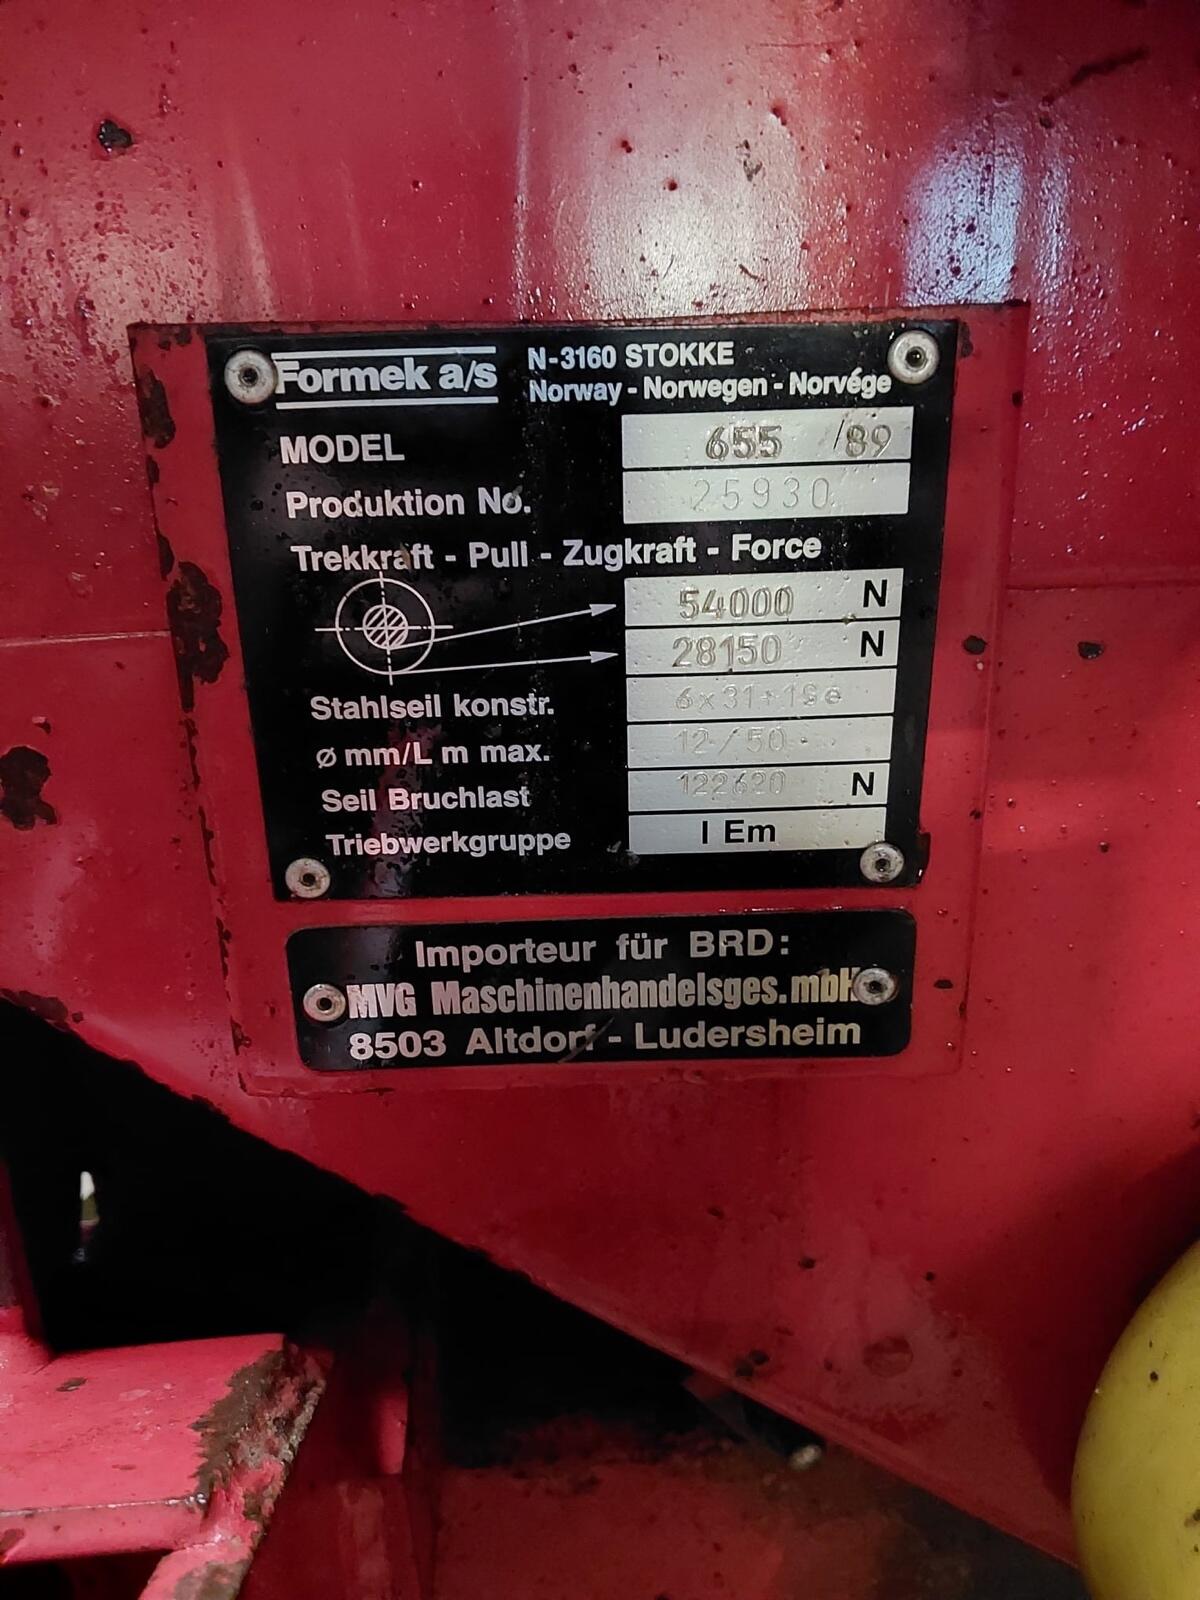 Formek a/s N-3160 STOKKE
Norway - Norwegen - Norvége
MODEL 655 /89
Produktion No. 25930
Trekkraft - Pull - Zugkraft - Force
54000 N
28150 N
Stahlseil konstr. 6x31+19e
ø mm/L m max. 12/50
Seil Bruchlast 122620 N
Triebwerkgruppe I Em
Importeur für BRD:
MVG Maschinenhandelsges.mbH
8503 Altdorf - Ludersheim